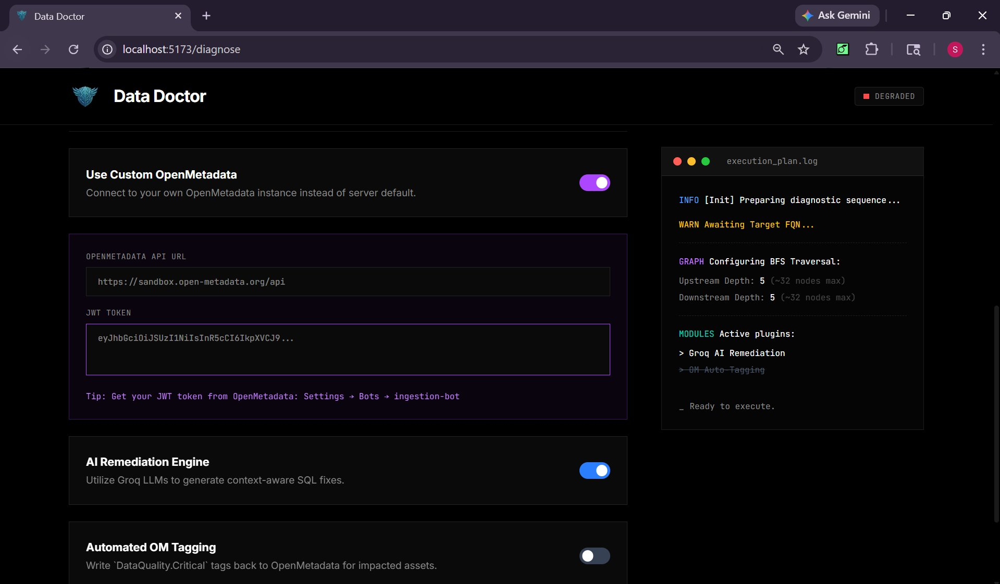 Data Doctor
Ask Gemini
localhost:5173/diagnose
S
Data Doctor
DEGRADED
Use Custom OpenMetadata
Connect to your own OpenMetadata instance instead of server default.
OPENMETADATA API URL
https://sandbox.open-metadata.org/api
JWT TOKEN
eyJhbGciOiJSUzI1NiIsInR5cCI6IkpXVCJ9...
Tip: Get your JWT token from OpenMetadata: Settings → Bots → ingestion-bot
AI Remediation Engine
Utilize Groq LLMs to generate context-aware SQL fixes.
Automated OM Tagging
Write `DataQuality.Critical` tags back to OpenMetadata for impacted assets.
execution_plan.log
INFO [Init] Preparing diagnostic sequence...
WARN Awaiting Target FQN...
GRAPH Configuring BFS Traversal:
Upstream Depth: 5 (~32 nodes max)
Downstream Depth: 5 (~32 nodes max)
MODULES Active plugins:
> Groq AI Remediation
> OM Auto-Tagging
_ Ready to execute.